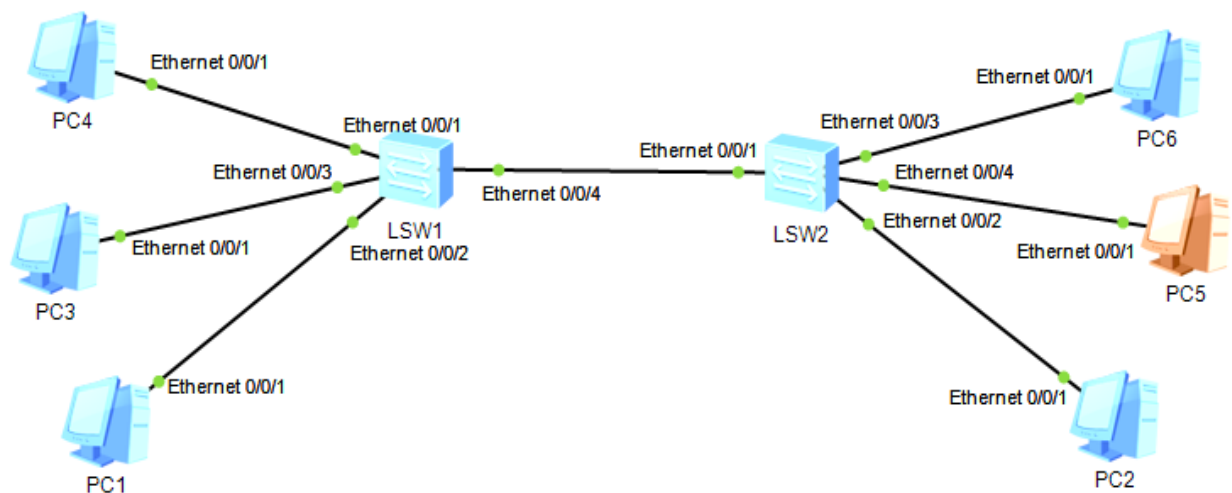 Ethernet 0/0/1
PC4
Ethernet 0/0/1
Ethernet 0/0/3
Ethernet 0/0/1
PC3
LSW1
Ethernet 0/0/2
Ethernet 0/0/4
Ethernet 0/0/1
PC1
Ethernet 0/0/1
LSW2
Ethernet 0/0/3
Ethernet 0/0/1
PC6
Ethernet 0/0/4
Ethernet 0/0/2
Ethernet 0/0/1
PC5
Ethernet 0/0/1
PC2